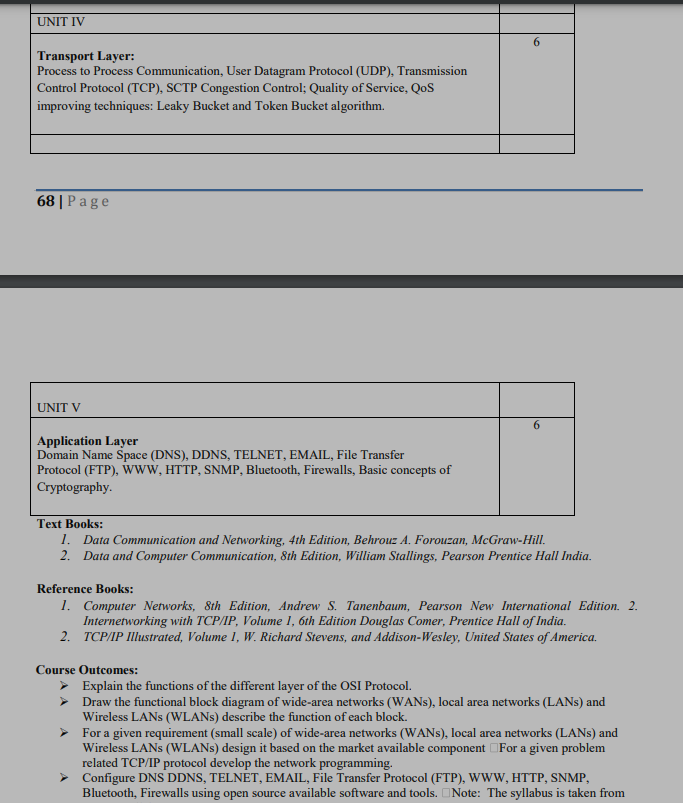 UNIT IV
6
Transport Layer:
Process to Process Communication, User Datagram Protocol (UDP), Transmission
Control Protocol (TCP), SCTP Congestion Control; Quality of Service, QoS
improving techniques: Leaky Bucket and Token Bucket algorithm.
68 | Page
UNIT V
6
Application Layer
Domain Name Space (DNS), DDNS, TELNET, EMAIL, File Transfer
Protocol (FTP), WWW, HTTP, SNMP, Bluetooth, Firewalls, Basic concepts of
Cryptography.
Text Books:
1. Data Communication and Networking, 4th Edition, Behrouz A. Forouzan, McGraw-Hill.
2. Data and Computer Communication, 8th Edition, William Stallings, Pearson Prentice Hall India.
Reference Books:
1. Computer Networks, 8th Edition, Andrew S. Tanenbaum, Pearson New International Edition. 2.
Internetworking with TCP/IP, Volume 1, 6th Edition Douglas Comer, Prentice Hall of India.
2. TCP/IP Illustrated, Volume 1, W. Richard Stevens, and Addison-Wesley, United States of America.
Course Outcomes:
➢ Explain the functions of the different layer of the OSI Protocol.
➢ Draw the functional block diagram of wide-area networks (WANs), local area networks (LANs) and
Wireless LANs (WLANs) describe the function of each block.
➢ For a given requirement (small scale) of wide-area networks (WANs), local area networks (LANs) and
Wireless LANs (WLANs) design it based on the market available component □For a given problem
related TCP/IP protocol develop the network programming.
➢ Configure DNS DDNS, TELNET, EMAIL, File Transfer Protocol (FTP), WWW, HTTP, SNMP,
Bluetooth, Firewalls using open source available software and tools. □Note: The syllabus is taken from